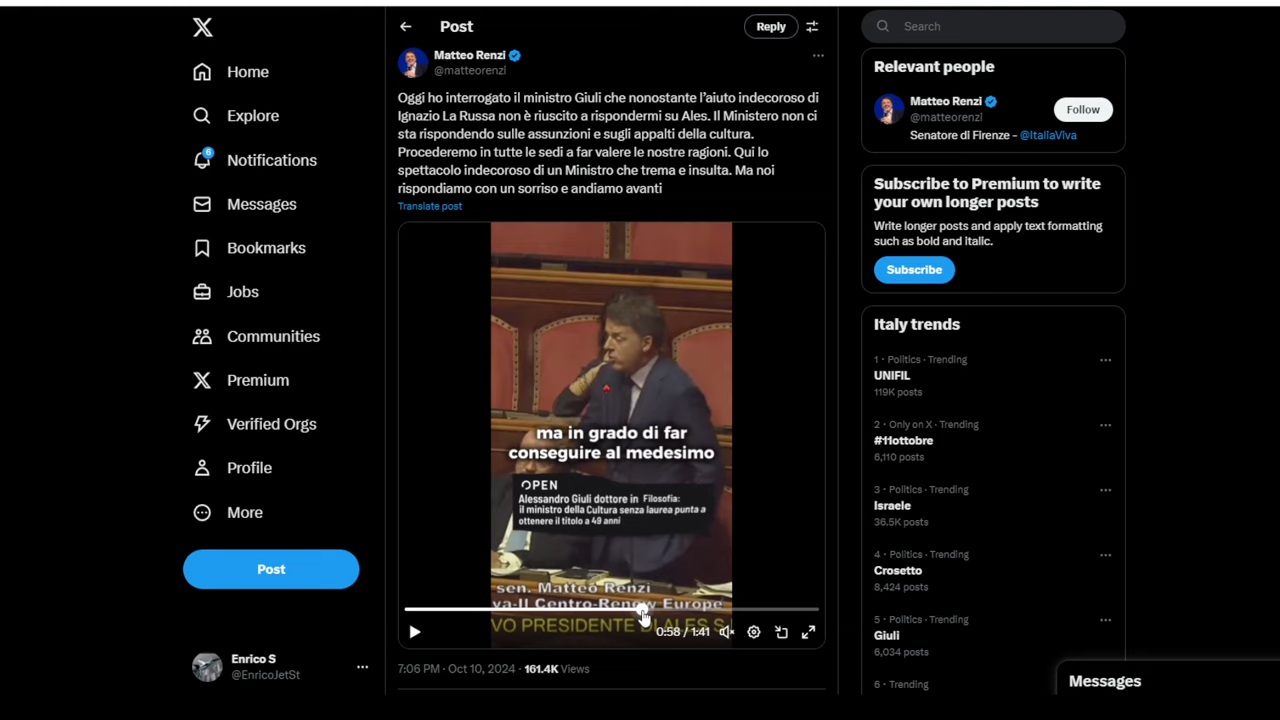 Home
Explore
6
Notifications
Messages
Bookmarks
Jobs
Communities
Premium
Verified Orgs
Profile
More
Post
Enrico S
@EnricoJetSt
Post
Reply
Matteo Renzi
@matteorenzi
Oggi ho interrogato il ministro Giuli che nonostante l'aiuto indecoroso di
Ignazio La Russa non è riuscito a rispondermi su Ales. Il Ministero non ci
sta rispondendo sulle assunzioni e sugli appalti della cultura.
Procederemo in tutte le sedi a far valere le nostre ragioni. Qui lo
spettacolo indecoroso di un Ministro che trema e insulta. Ma noi
rispondiamo con un sorriso e andiamo avanti
Translate post
ma in grado di far
conseguire al medesimo
OPEN
Alessandro Giuli dottore in Filosofia:
il ministro della Cultura senza laurea punta a
ottenere il titolo a 49 anni
sen. Matteo Renzi
va-Il Centro-Renew Europe
VO PRESIDENTE DI ALES S
0:58 / 1:41
7:06 PM · Oct 10, 2024 · 161.4K Views
Search
Relevant people
Matteo Renzi
@matteorenzi
Follow
Senatore di Firenze - @ItaliaViva
Subscribe to Premium to write
your own longer posts
Write longer posts and apply text formatting
such as bold and italic.
Subscribe
Italy trends
1 · Politics · Trending
UNIFIL
119K posts
2 · Only on X · Trending
#11ottobre
6,110 posts
3 · Politics · Trending
Israele
36.5K posts
4 · Politics · Trending
Crosetto
8,424 posts
5 · Politics · Trending
Giuli
6,034 posts
6 · Trending
Messages